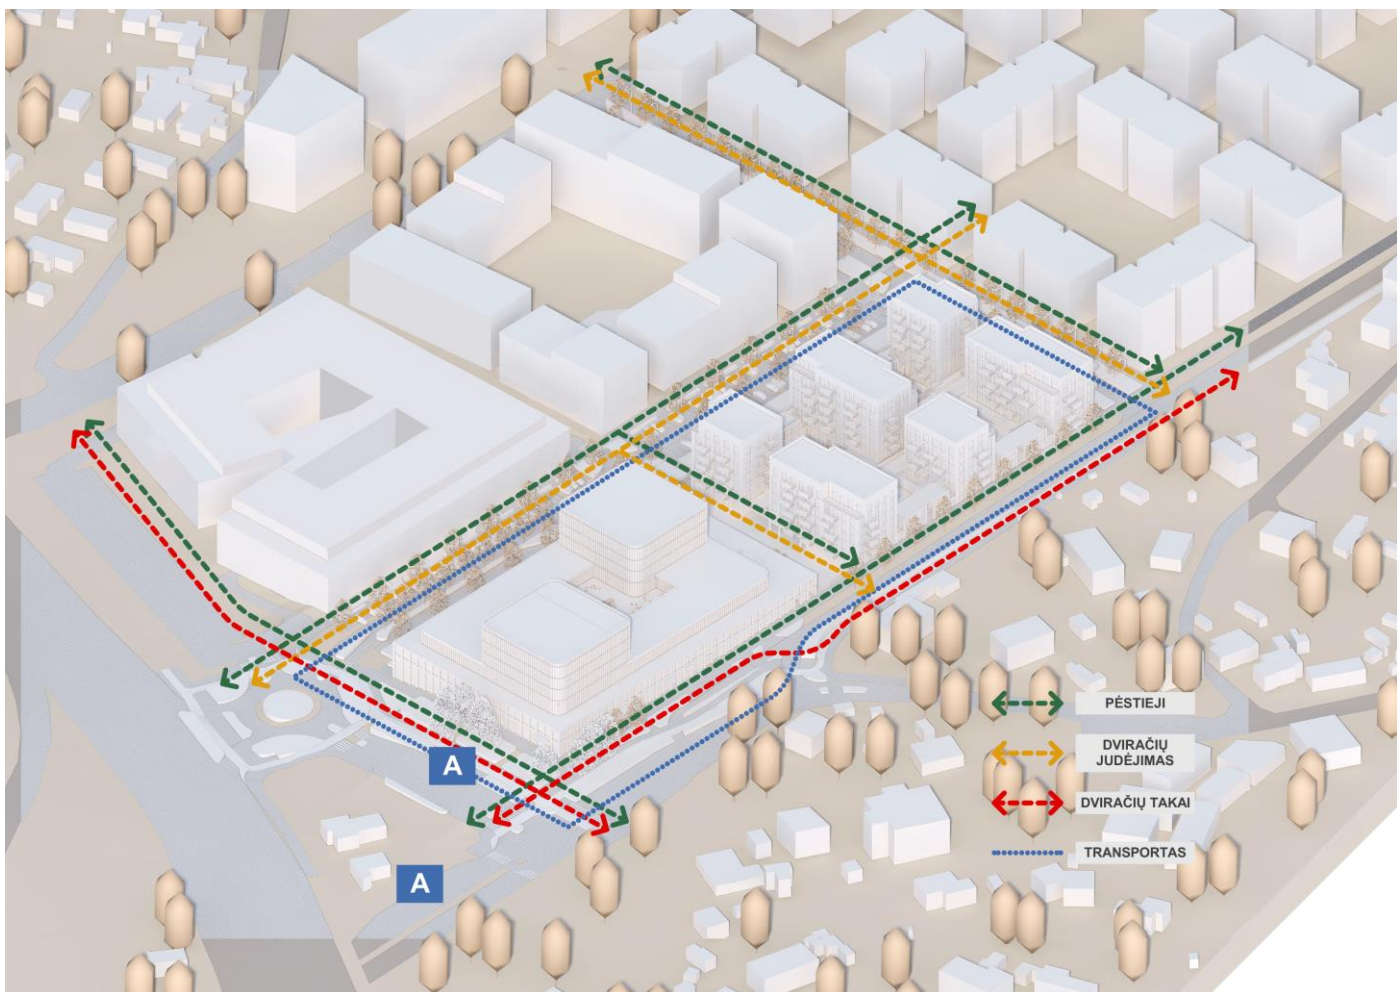 PĖSTIEJI
DVIRAČIŲ
JUDĖJIMAS
A
DVIRAČIŲ TAKAI
TRANSPORTAS
A